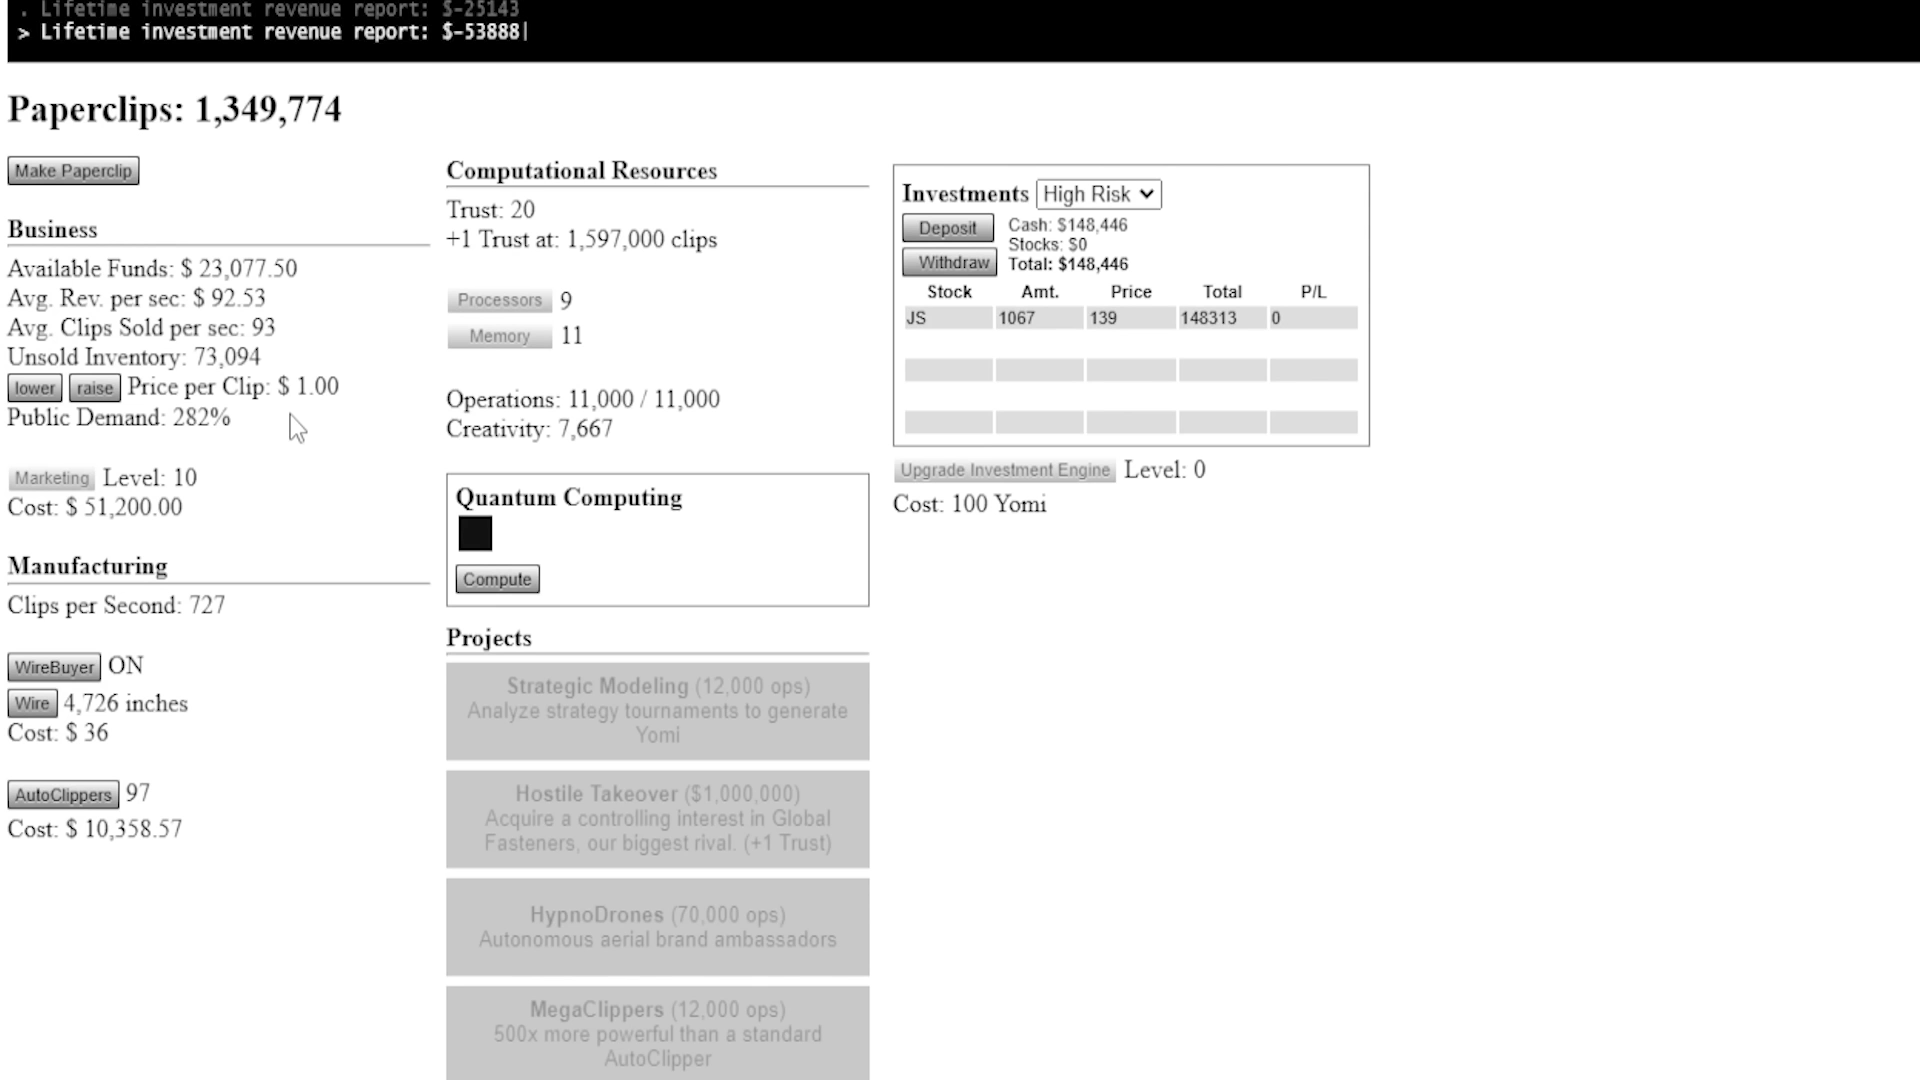 . Lifetime investment revenue report: $-25143
> Lifetime investment revenue report: $-53888
Paperclips: 1,349,774
Make Paperclip
Business
Available Funds: $ 23,077.50
Avg. Rev. per sec: $ 92.53
Avg. Clips Sold per sec: 93
Unsold Inventory: 73,094
lower raise Price per Clip: $ 1.00
Public Demand: 282%
Marketing Level: 10
Cost: $ 51,200.00
Manufacturing
Clips per Second: 727
WireBuyer ON
Wire 4,726 inches
Cost: $ 36
AutoClippers 97
Cost: $ 10,358.57
Computational Resources
Trust: 20
+1 Trust at: 1,597,000 clips
Processors 9
Memory 11
Operations: 11,000 / 11,000
Creativity: 7,667
Quantum Computing
Compute
Projects
Strategic Modeling (12,000 ops)
Analyze strategy tournaments to generate
Yomi
Hostile Takeover ($1,000,000)
Acquire a controlling interest in Global
Fasteners, our biggest rival. (+1 Trust)
HypnoDrones (70,000 ops)
Autonomous aerial brand ambassadors
MegaClippers (12,000 ops)
500x more powerful than a standard
AutoClipper
Investments High Risk
Deposit Cash: $148,446
Stocks: $0
Withdraw Total: $148,446
Stock Amt. Price Total P/L
JS 1067 139 148313 0
Upgrade Investment Engine Level: 0
Cost: 100 Yomi